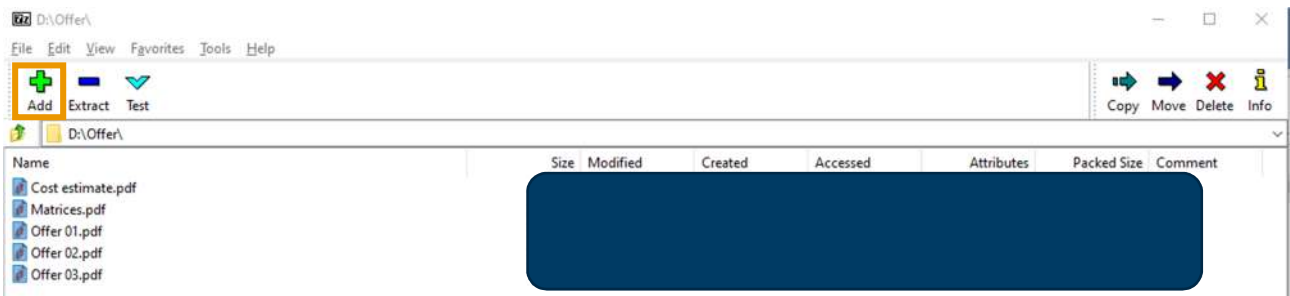 7z D:\Offer\
File Edit View Favorites Tools Help
Add Extract Test Copy Move Delete Info
D:\Offer\
Name Size Modified Created Accessed Attributes Packed Size Comment
Cost estimate.pdf
Matrices.pdf
Offer 01.pdf
Offer 02.pdf
Offer 03.pdf